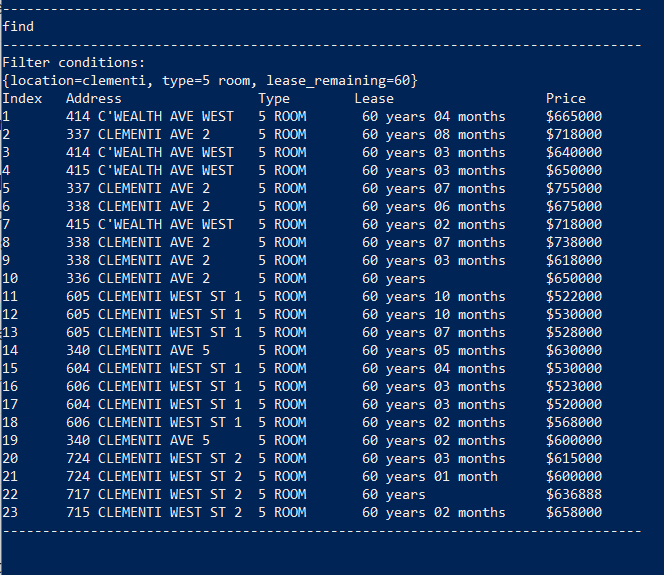 --------------------------------------------------------------------------------
find
--------------------------------------------------------------------------------
Filter conditions:
{location=clementi, type=5 room, lease_remaining=60}
Index   Address                 Type        Lease                   Price
1       414 C'WEALTH AVE WEST   5 ROOM       60 years 04 months     $665000
2       337 CLEMENTI AVE 2      5 ROOM       60 years 08 months     $718000
3       414 C'WEALTH AVE WEST   5 ROOM       60 years 03 months     $640000
4       415 C'WEALTH AVE WEST   5 ROOM       60 years 03 months     $650000
5       337 CLEMENTI AVE 2      5 ROOM       60 years 07 months     $755000
6       338 CLEMENTI AVE 2      5 ROOM       60 years 06 months     $675000
7       415 C'WEALTH AVE WEST   5 ROOM       60 years 02 months     $718000
8       338 CLEMENTI AVE 2      5 ROOM       60 years 07 months     $738000
9       338 CLEMENTI AVE 2      5 ROOM       60 years 03 months     $618000
10      336 CLEMENTI AVE 2      5 ROOM       60 years               $650000
11      605 CLEMENTI WEST ST 1  5 ROOM       60 years 10 months     $522000
12      605 CLEMENTI WEST ST 1  5 ROOM       60 years 10 months     $530000
13      605 CLEMENTI WEST ST 1  5 ROOM       60 years 07 months     $528000
14      340 CLEMENTI AVE 5      5 ROOM       60 years 05 months     $630000
15      604 CLEMENTI WEST ST 1  5 ROOM       60 years 04 months     $530000
16      606 CLEMENTI WEST ST 1  5 ROOM       60 years 03 months     $523000
17      604 CLEMENTI WEST ST 1  5 ROOM       60 years 03 months     $520000
18      606 CLEMENTI WEST ST 1  5 ROOM       60 years 02 months     $568000
19      340 CLEMENTI AVE 5      5 ROOM       60 years 02 months     $600000
20      724 CLEMENTI WEST ST 2  5 ROOM       60 years 03 months     $615000
21      724 CLEMENTI WEST ST 2  5 ROOM       60 years 01 month      $600000
22      717 CLEMENTI WEST ST 2  5 ROOM       60 years               $636888
23      715 CLEMENTI WEST ST 2  5 ROOM       60 years 02 months     $658000
--------------------------------------------------------------------------------